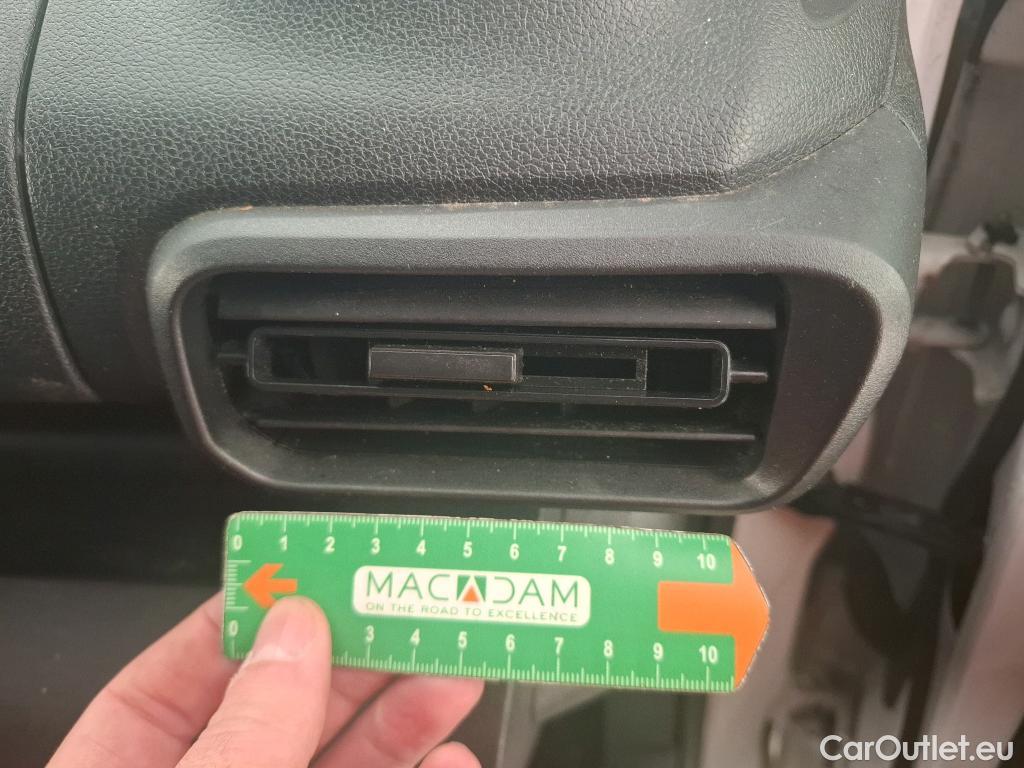 0 1 2 3 4 5 6 7 8 9 10
MACADAM
ON THE ROAD TO EXCELLENCE
0 3 4 5 6 7 8 9 10
CarOutlet.eu